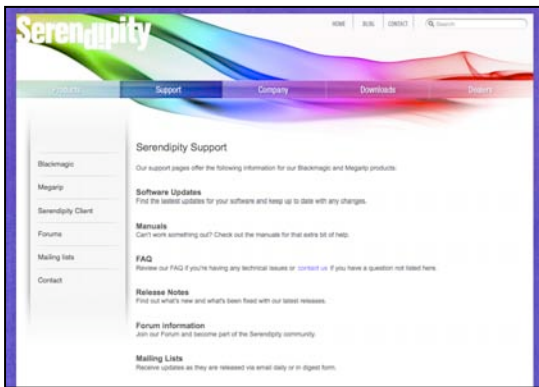 Serendipity
HOME BLOG CONTACT Search
Products Support Company Downloads Dealers
Blackmagic
Megarip
Serendipity Client
Forums
Mailing lists
Contact
Serendipity Support
Our support pages offer the following information for our Blackmagic and Megarip products.
Software Updates
Find the lastest updates for your software and keep up to date with any changes.
Manuals
Can't work something out? Check out the manuals for that extra bit of help.
FAQ
Review our FAQ if you're having any technical issues or contact us if you have a question not listed here.
Release Notes
Find out what's new and what's been fixed with our latest releases.
Forum Information
Join our Forum and become part of the Serendipity community.
Mailing Lists
Receive updates as they are released via email daily or in digest form.